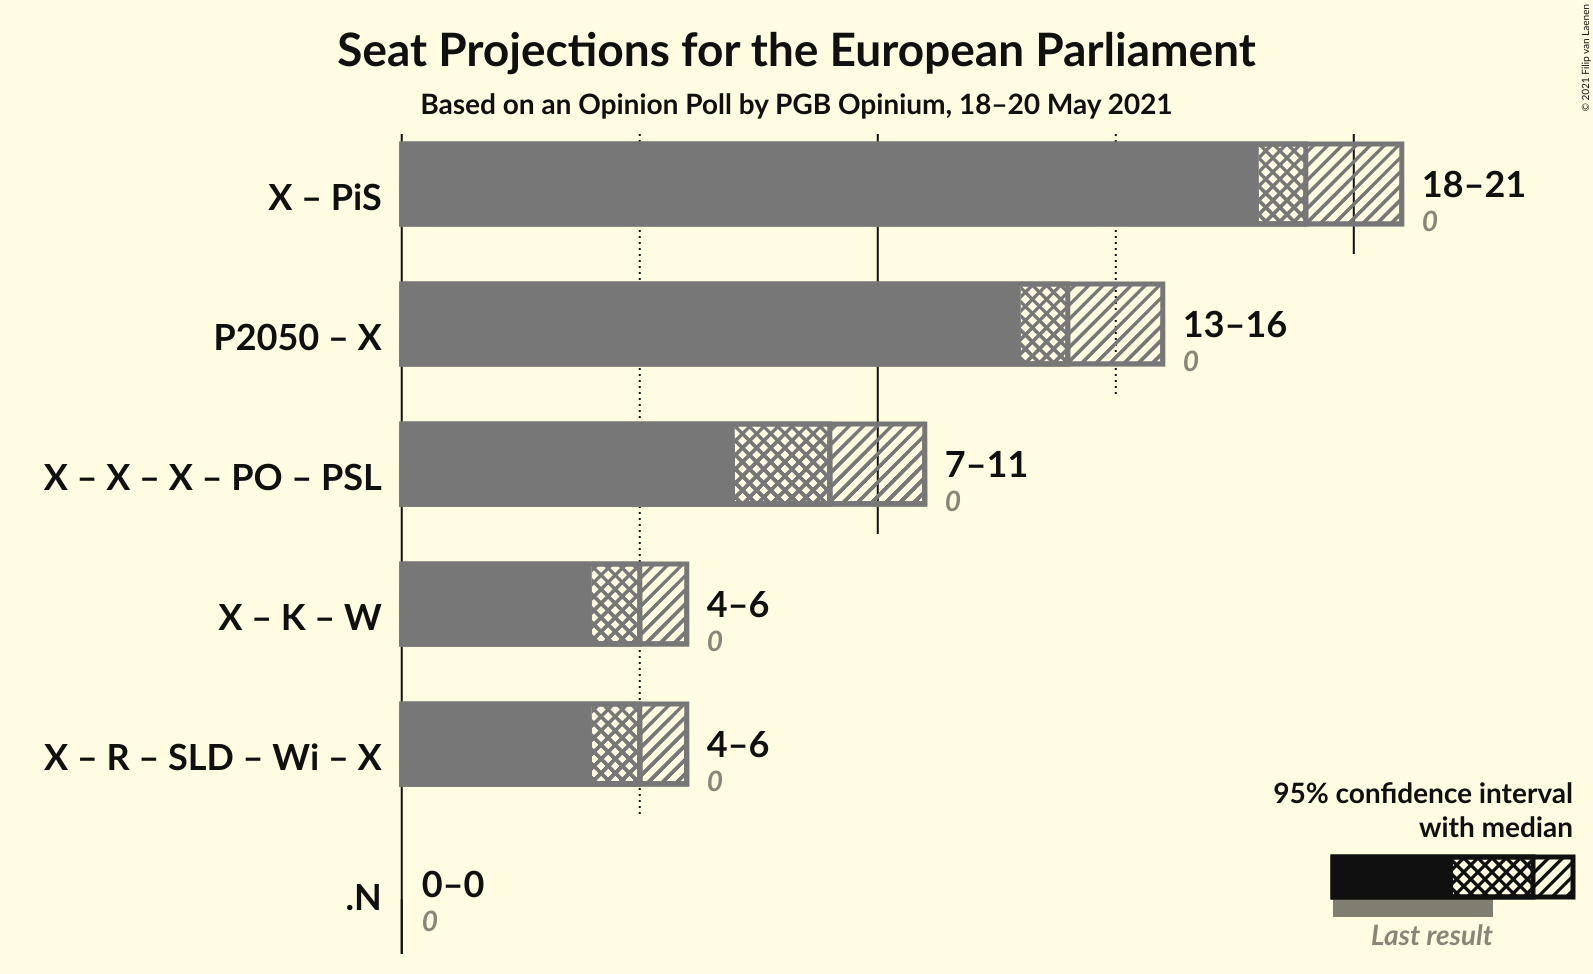 Seat Projections for the European Parliament
Based on an Opinion Poll by PGB Opinium, 18–20 May 2021
© 2021 Filip van Laenen
X – PiS
18–21
0
P2050 – X
13–16
0
X – X – X – PO – PSL
7–11
0
X – K – W
4–6
0
X – R – SLD – Wi – X
4–6
0
.N
0–0
0
95% confidence interval
with median
Last result